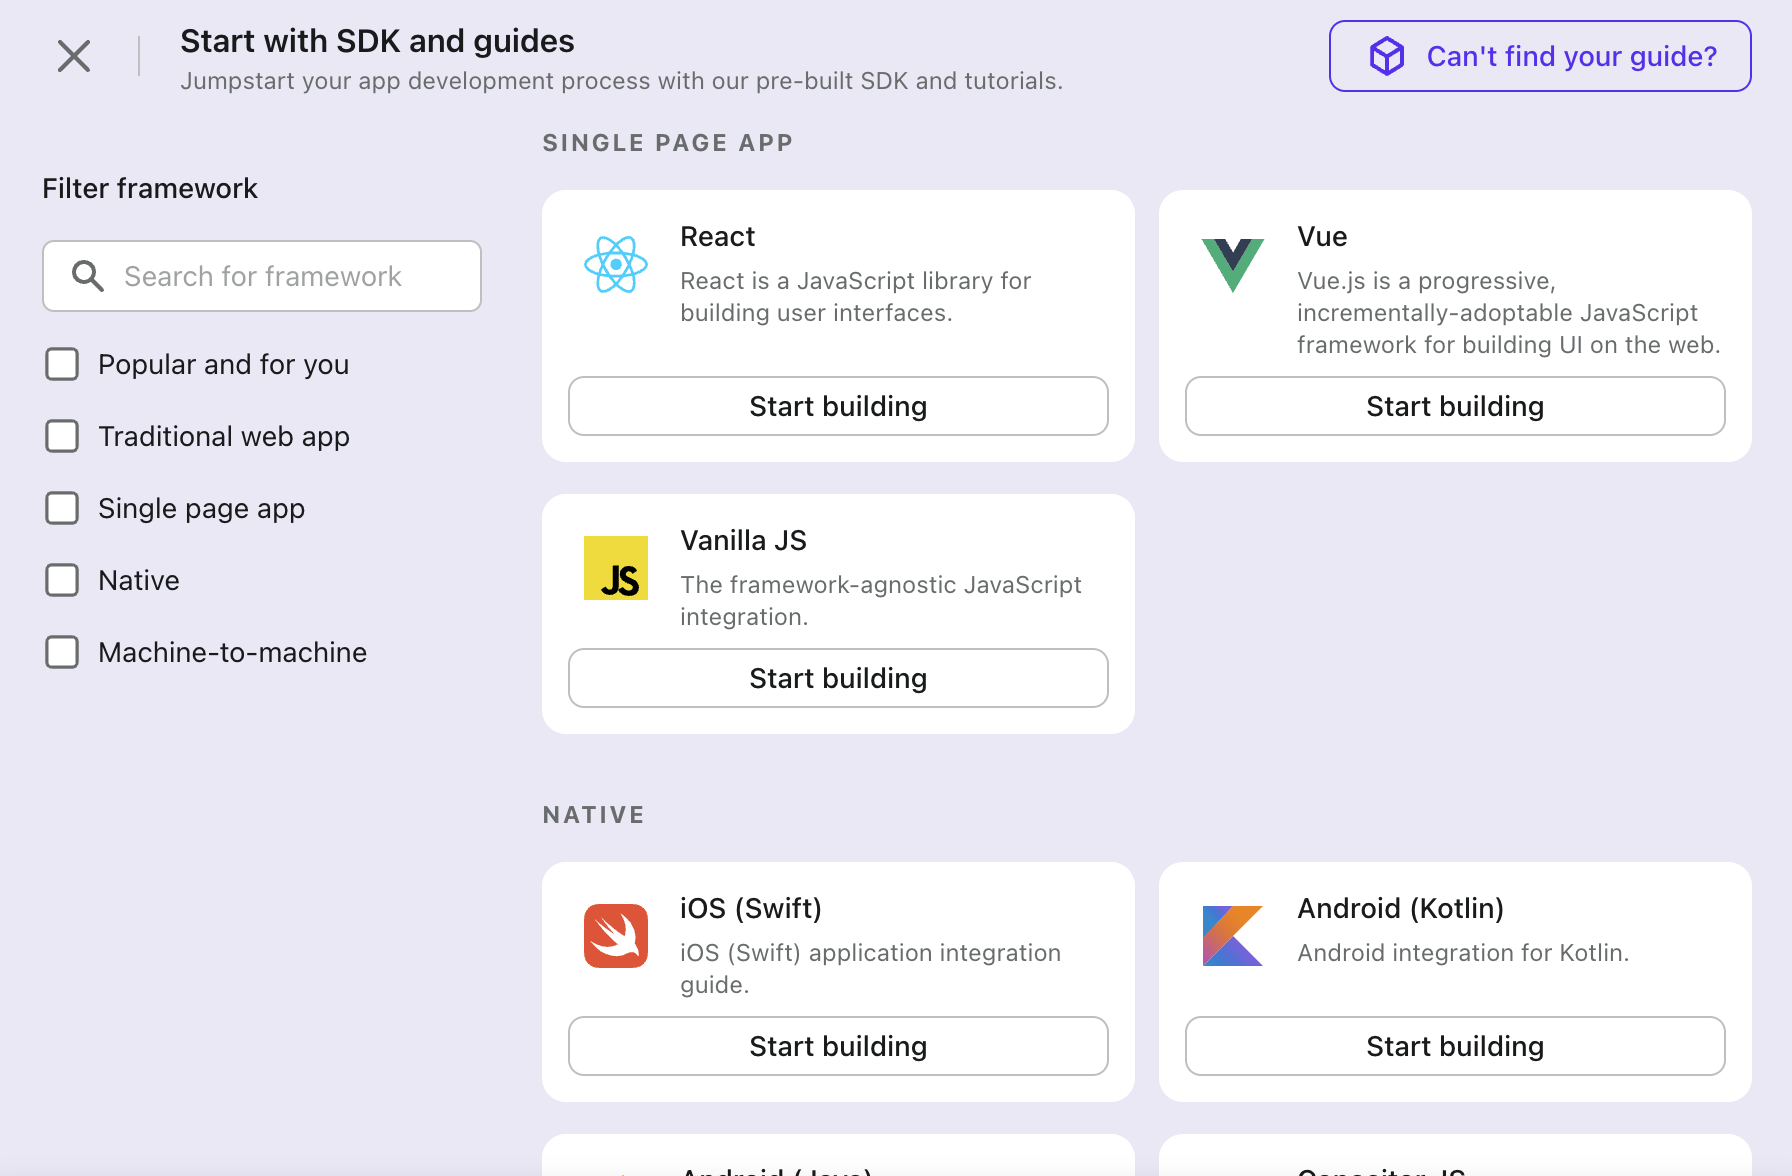 Start with SDK and guides
Jumpstart your app development process with our pre-built SDK and tutorials.
Can't find your guide?
Filter framework
Search for framework
Popular and for you
Traditional web app
Single page app
Native
Machine-to-machine
SINGLE PAGE APP
React
React is a JavaScript library for
building user interfaces.
Start building
Vue
Vue.js is a progressive,
incrementally-adoptable JavaScript
framework for building UI on the web.
Start building
JS
Vanilla JS
The framework-agnostic JavaScript
integration.
Start building
NATIVE
iOS (Swift)
iOS (Swift) application integration
guide.
Start building
Android (Kotlin)
Android integration for Kotlin.
Start building
Android (Java)
Capacitor JS